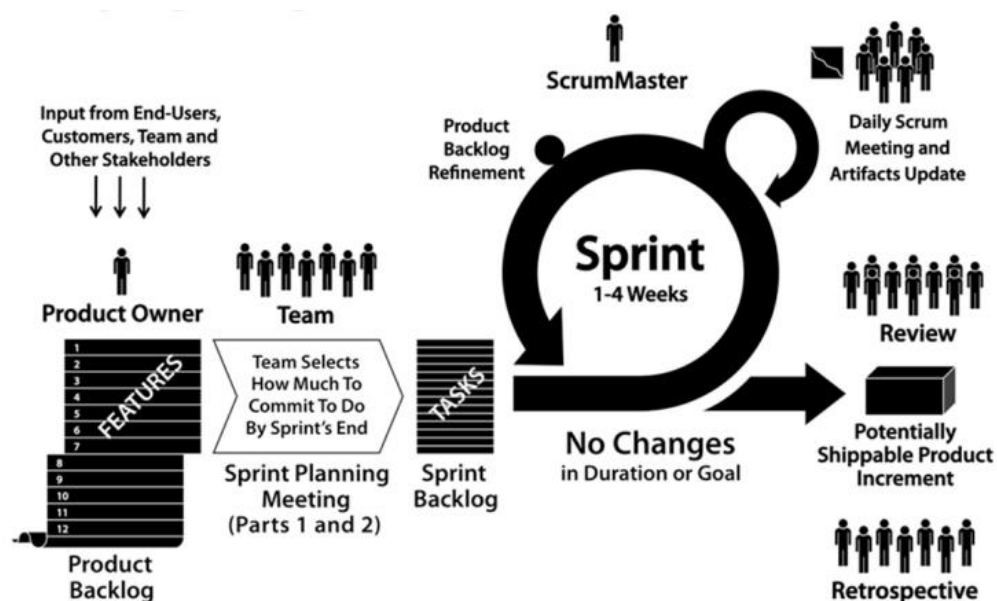 Input from End-Users,
Customers, Team and
Other Stakeholders
Product Owner
1
2
3
4
5
6
7
FEATURES
8
9
10
11
12
Product
Backlog
Team
Team Selects
How Much To
Commit To Do
By Sprint's End
Sprint Planning
Meeting
(Parts 1 and 2)
TASKS
Sprint
Backlog
ScrumMaster
Product
Backlog
Refinement
Sprint
1-4 Weeks
No Changes
in Duration or Goal
Daily Scrum
Meeting and
Artifacts Update
Review
Potentially
Shippable Product
Increment
Retrospective